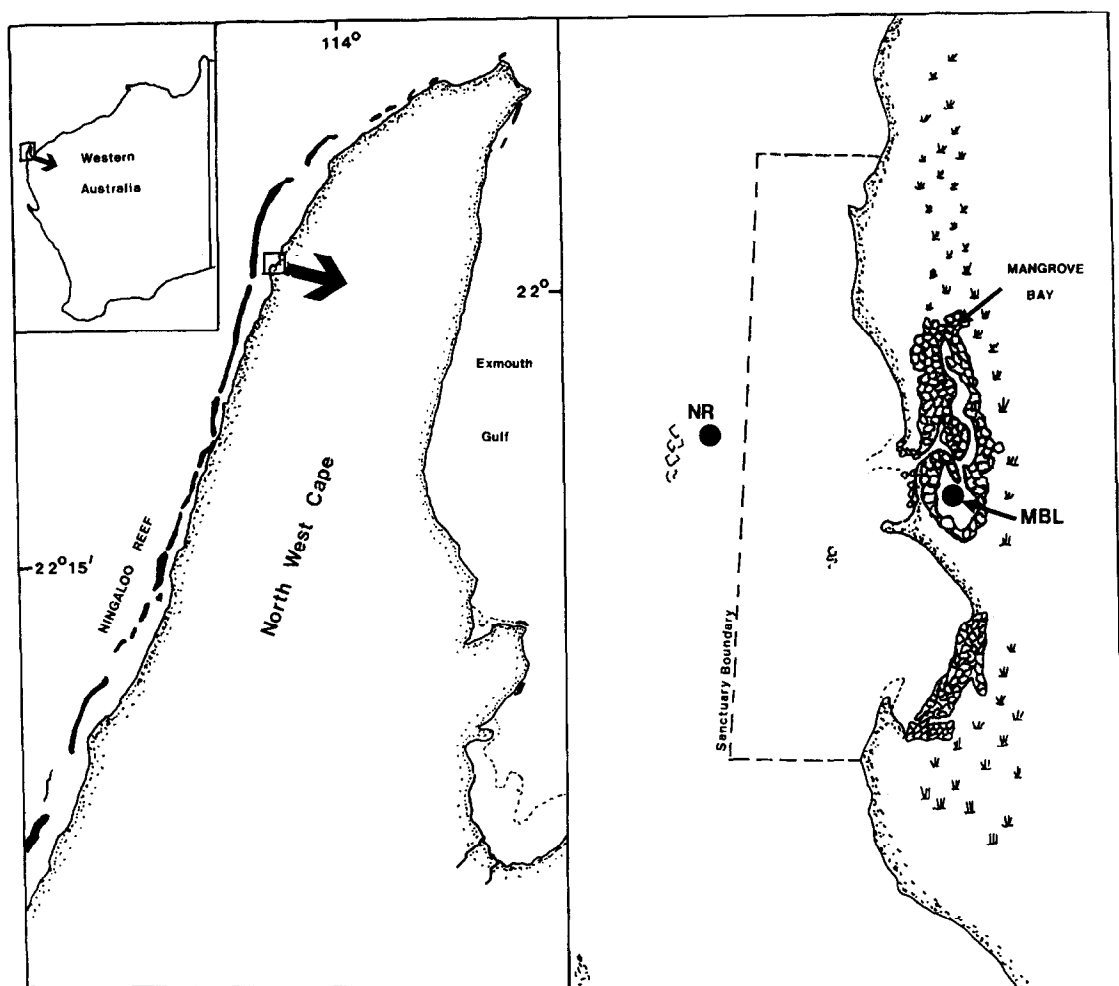 114°
Western
Australia
22°
Exmouth
Gulf
North West Cape
NINGALOO REEF
22° 15'
MANGROVE
BAY
NR
MBL
Sanctuary Boundary